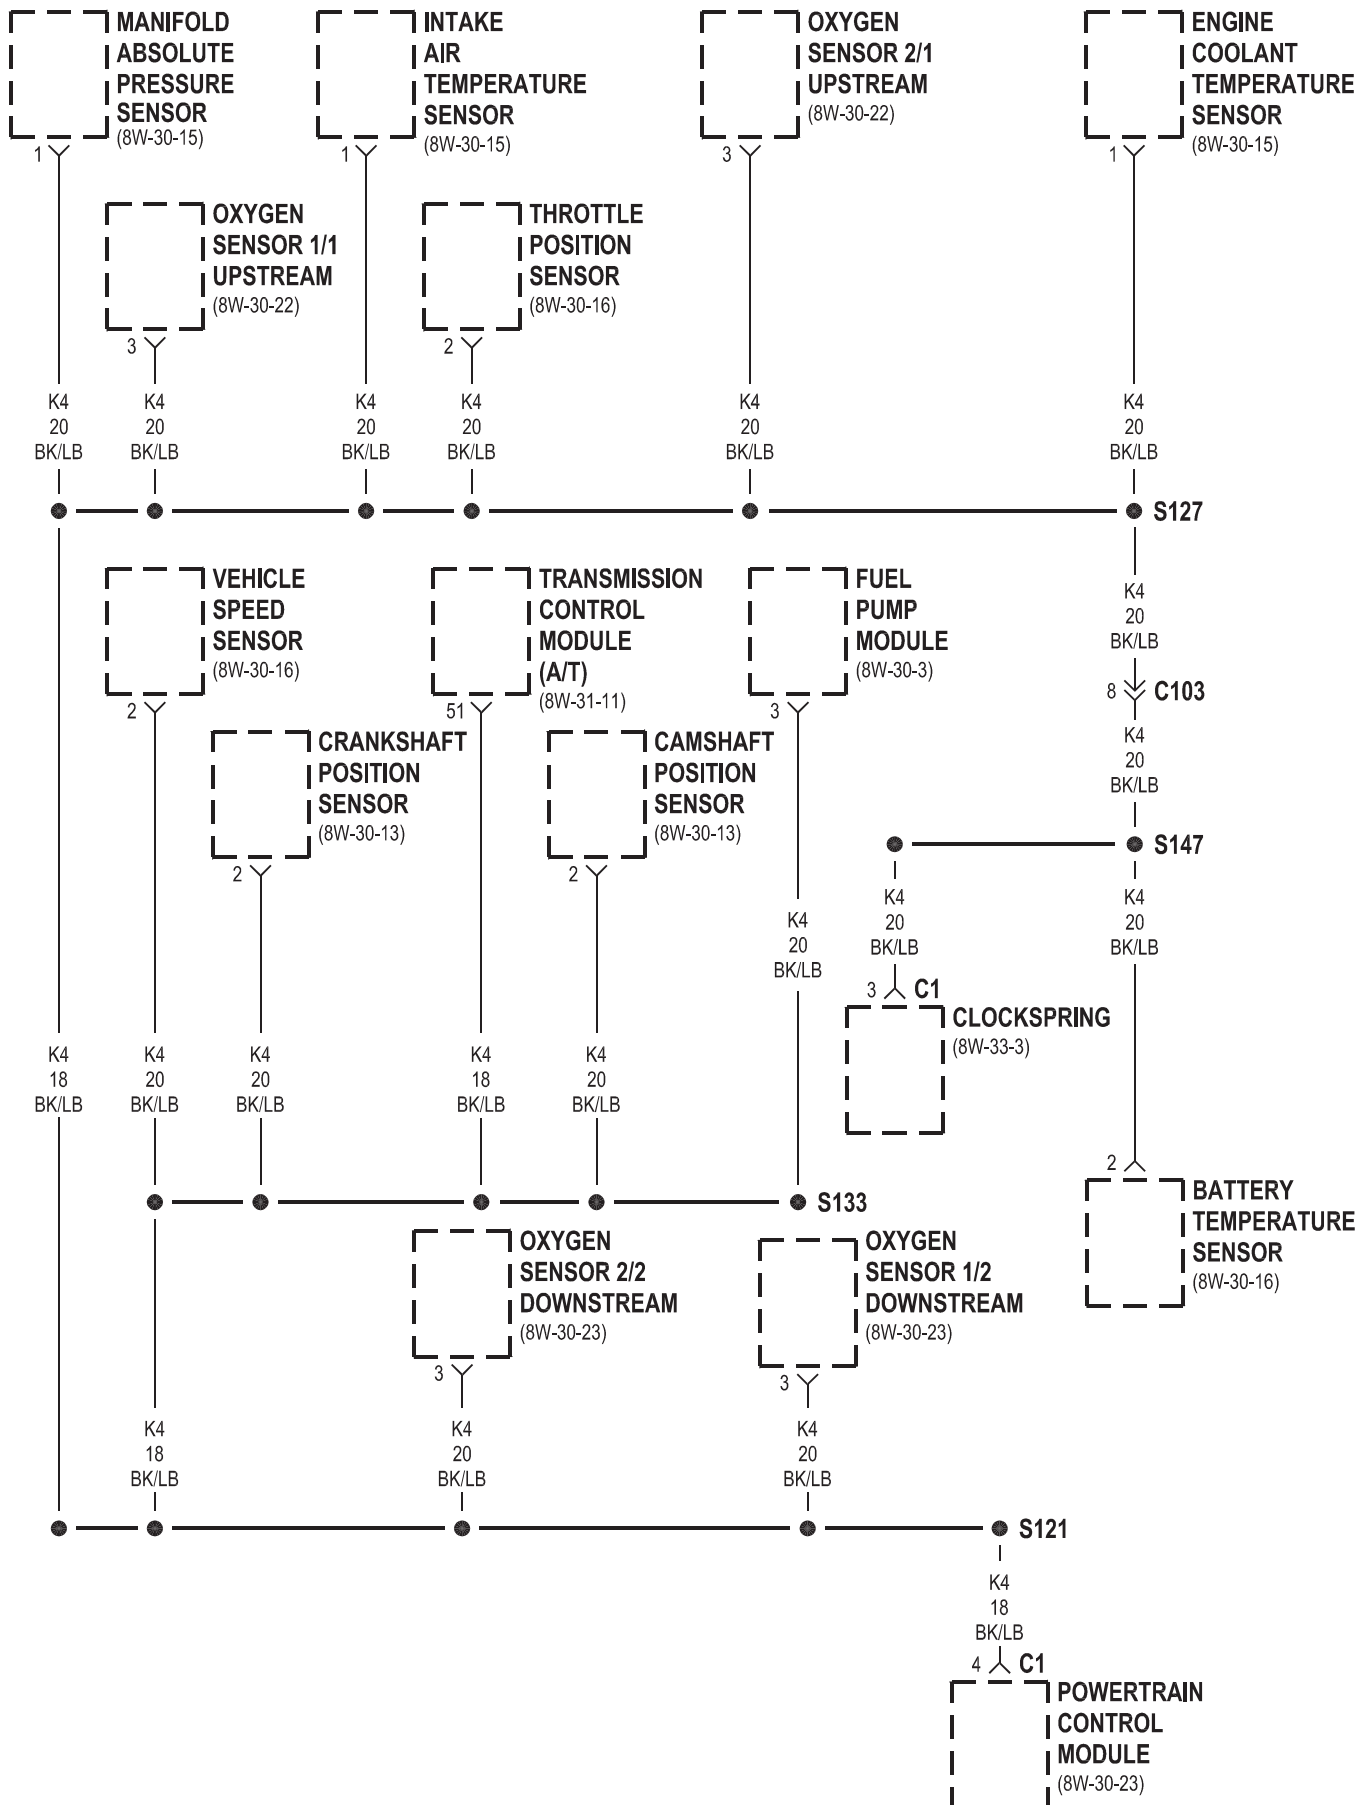 MANIFOLD
ABSOLUTE
PRESSURE
SENSOR
(8W-30-15)
1
INTAKE
AIR
TEMPERATURE
SENSOR
(8W-30-15)
1
OXYGEN
SENSOR 2/1
UPSTREAM
(8W-30-22)
3
ENGINE
COOLANT
TEMPERATURE
SENSOR
(8W-30-15)
1
OXYGEN
SENSOR 1/1
UPSTREAM
(8W-30-22)
3
THROTTLE
POSITION
SENSOR
(8W-30-16)
2
K4
20
BK/LB
K4
20
BK/LB
K4
20
BK/LB
K4
20
BK/LB
K4
20
BK/LB
K4
20
BK/LB
S127
VEHICLE
SPEED
SENSOR
(8W-30-16)
2
TRANSMISSION
CONTROL
MODULE
(A/T)
(8W-31-11)
51
FUEL
PUMP
MODULE
(8W-30-3)
3
K4
20
BK/LB
8
C103
K4
20
BK/LB
CRANKSHAFT
POSITION
SENSOR
(8W-30-13)
2
CAMSHAFT
POSITION
SENSOR
(8W-30-13)
2
S147
K4
20
BK/LB
K4
20
BK/LB
K4
20
BK/LB
3
C1
CLOCKSPRING
(8W-33-3)
K4
18
BK/LB
K4
20
BK/LB
K4
20
BK/LB
K4
18
BK/LB
K4
20
BK/LB
2
BATTERY
TEMPERATURE
SENSOR
(8W-30-16)
S133
OXYGEN
SENSOR 2/2
DOWNSTREAM
(8W-30-23)
3
OXYGEN
SENSOR 1/2
DOWNSTREAM
(8W-30-23)
3
K4
18
BK/LB
K4
20
BK/LB
K4
20
BK/LB
S121
K4
18
BK/LB
4
C1
POWERTRAIN
CONTROL
MODULE
(8W-30-23)